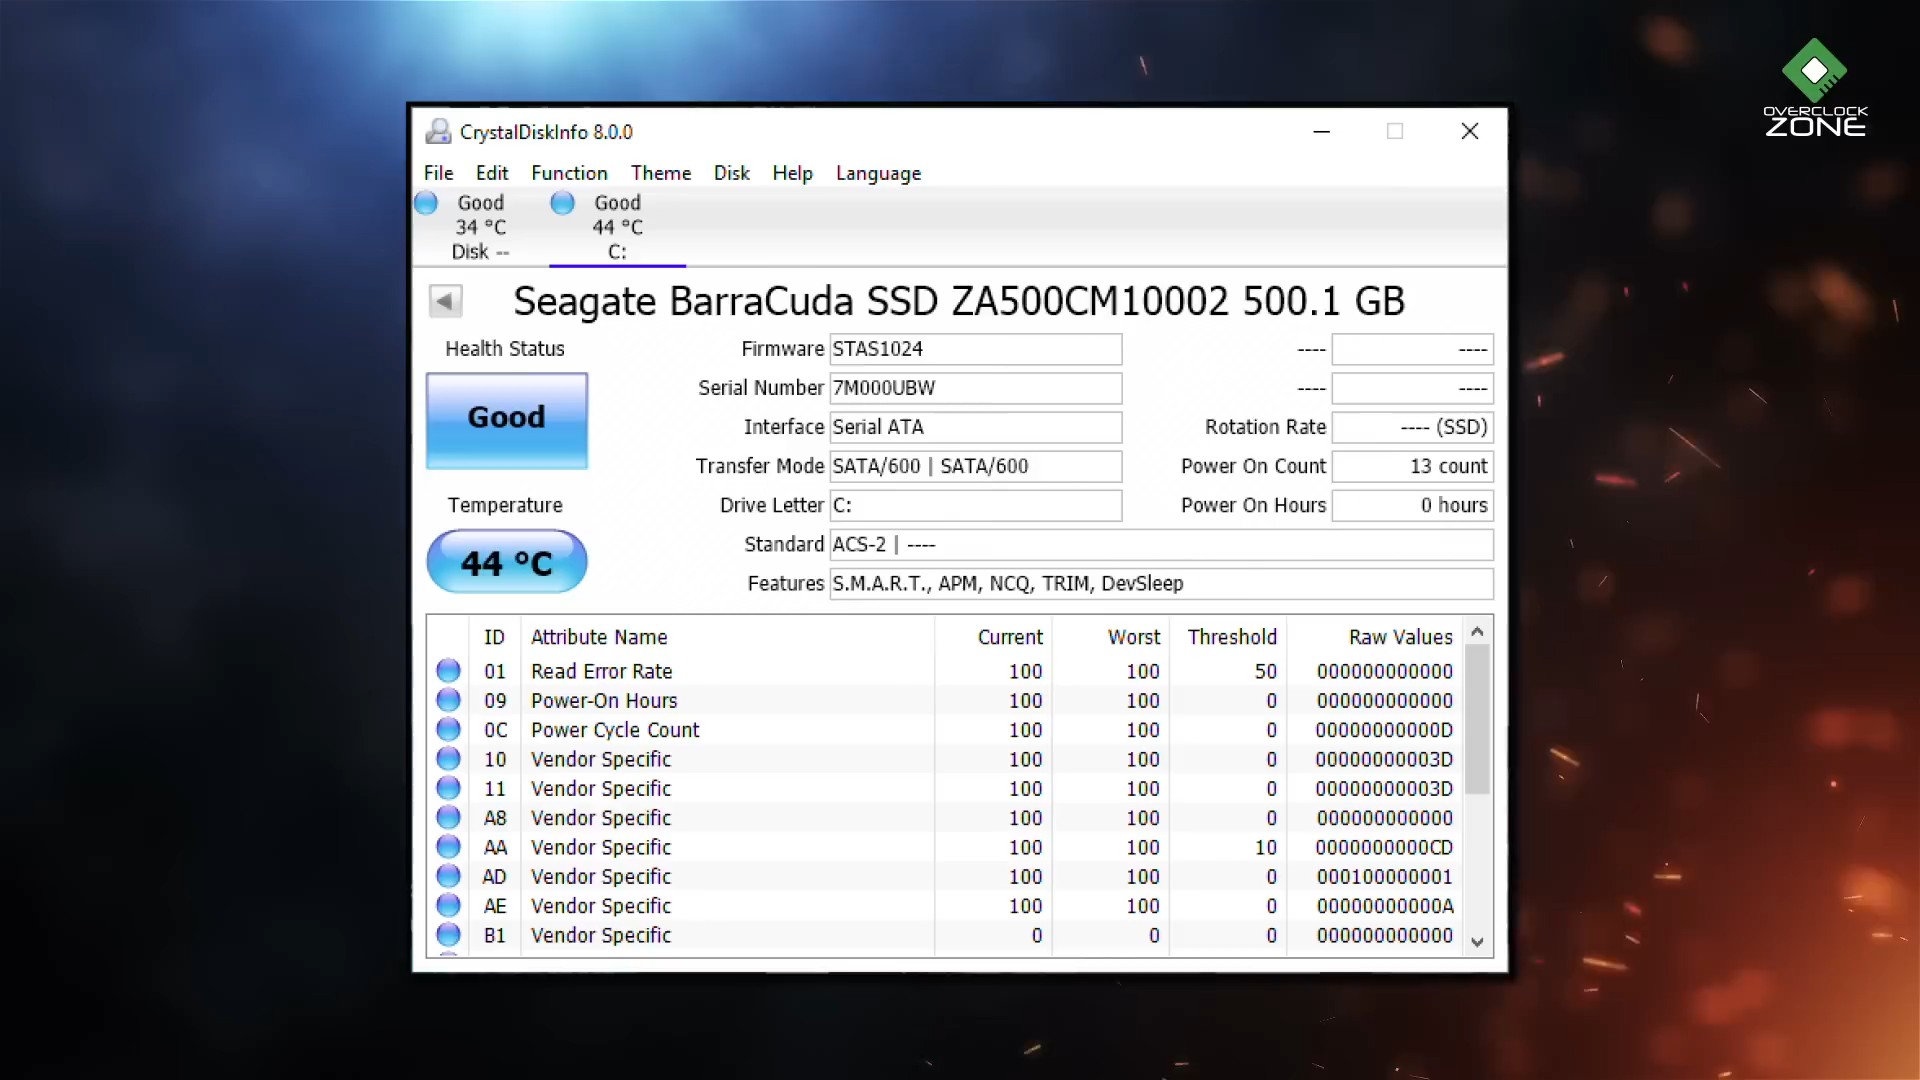 OVERCLOCK
ZONE
CrystalDiskInfo 8.0.0
File Edit Function Theme Disk Help Language
Good Good
34 °C 44 °C
Disk -- C:
Seagate BarraCuda SSD ZA500CM10002 500.1 GB
Health Status Firmware STAS1024 ---- ----
Good Serial Number 7M000UBW ---- ----
Interface Serial ATA Rotation Rate ---- (SSD)
Transfer Mode SATA/600 | SATA/600 Power On Count 13 count
Temperature Drive Letter C: Power On Hours 0 hours
44 °C Standard ACS-2 | ----
Features S.M.A.R.T., APM, NCQ, TRIM, DevSleep
ID Attribute Name Current Worst Threshold Raw Values
01 Read Error Rate 100 100 50 000000000000
09 Power-On Hours 100 100 0 000000000000
0C Power Cycle Count 100 100 0 00000000000D
10 Vendor Specific 100 100 0 00000000003D
11 Vendor Specific 100 100 0 00000000003D
A8 Vendor Specific 100 100 0 000000000000
AA Vendor Specific 100 100 10 0000000000CD
AD Vendor Specific 100 100 0 000100000001
AE Vendor Specific 100 100 0 00000000000A
B1 Vendor Specific 0 0 0 000000000000